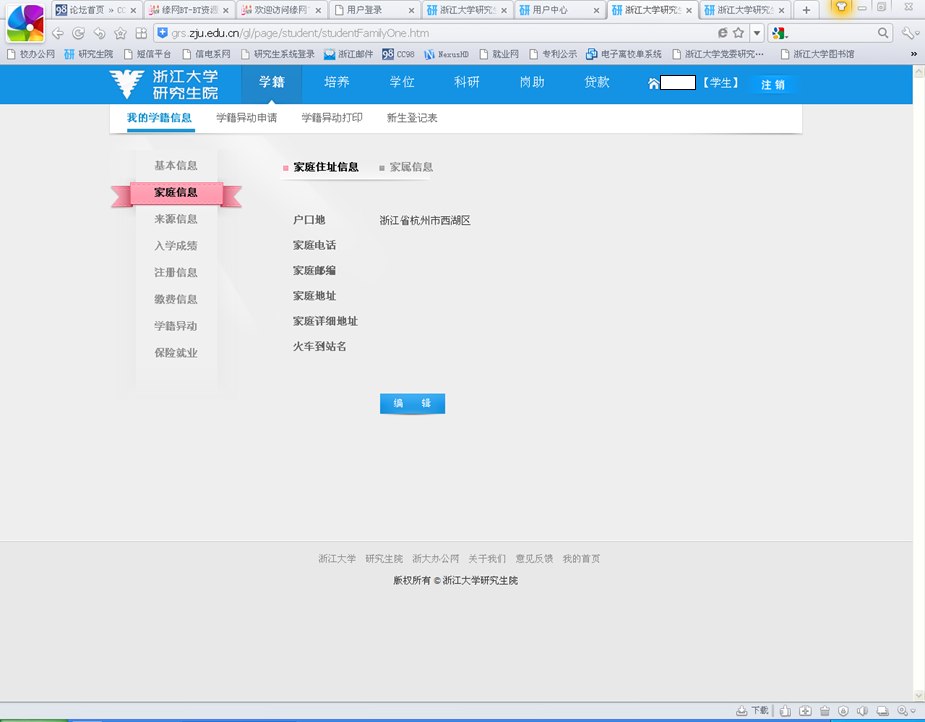 论坛首页 » CC
缘网BT-BT资源
欢迎访问缘网
用户登录
浙江大学研究生
用户中心
浙江大学研究生
浙江大学研究生
grs.zju.edu.cn/gl/page/student/studentFamilyOne.htm
校办公网 研究生院 短信平台 信电系网 研究生系统登录 浙江邮件 CC98 NexusHD 就业网 专利公示 电子离校单系统 浙江大学党委研究… 浙江大学图书馆 »
浙江大学
研究生院
学籍 培养 学位 科研 岗助 贷款 【学生】 注 销
我的学籍信息 学籍异动申请 学籍异动打印 新生登记表
基本信息
家庭信息
来源信息
入学成绩
注册信息
缴费信息
学籍异动
保险就业
家庭住址信息 家属信息
户口地 浙江省杭州市西湖区
家庭电话
家庭邮编
家庭地址
家庭详细地址
火车到站名
编 辑
浙江大学 研究生院 浙大办公网 关于我们 意见反馈 我的首页
版权所有 © 浙江大学研究生院
下载